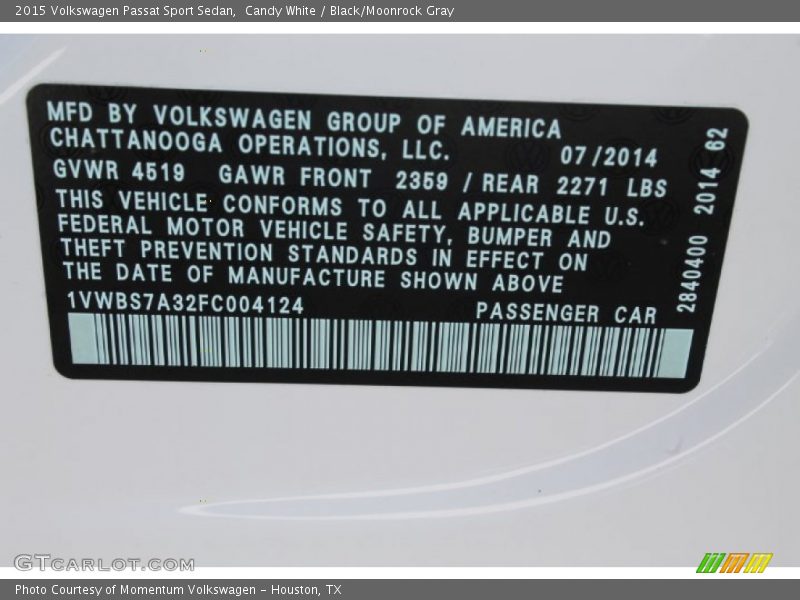 2015 Volkswagen Passat Sport Sedan,  Candy White / Black/Moonrock Gray
MFD BY VOLKSWAGEN GROUP OF AMERICA
CHATTANOOGA OPERATIONS, LLC.
07/2014
GVWR 4519 GAWR FRONT 2359 / REAR 2271 LBS
THIS VEHICLE CONFORMS TO ALL APPLICABLE U.S.
FEDERAL MOTOR VEHICLE SAFETY, BUMPER AND
THEFT PREVENTION STANDARDS IN EFFECT ON
THE DATE OF MANUFACTURE SHOWN ABOVE
1VWBS7A32FC004124 PASSENGER CAR
2840400 2014 62
GTCARLOT.COM
Photo Courtesy of Momentum Volkswagen - Houston, TX